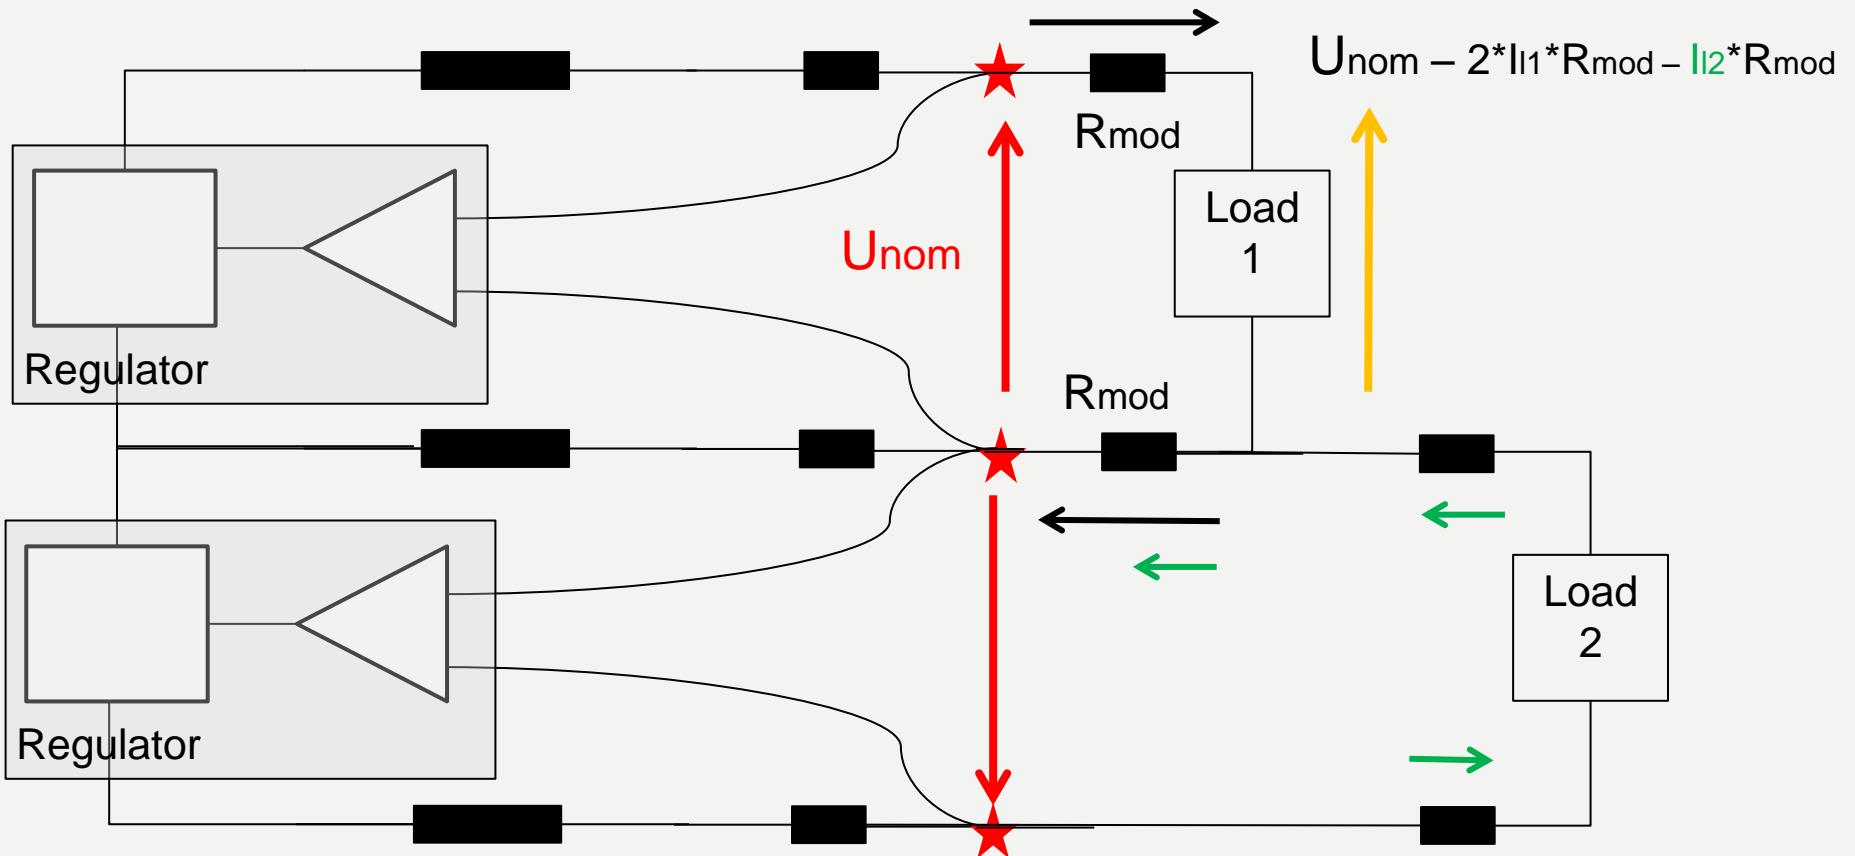 Unom – 2*Il1*Rmod – Il2*Rmod
Rmod
Load
1
Unom
Regulator
Rmod
Load
2
Regulator